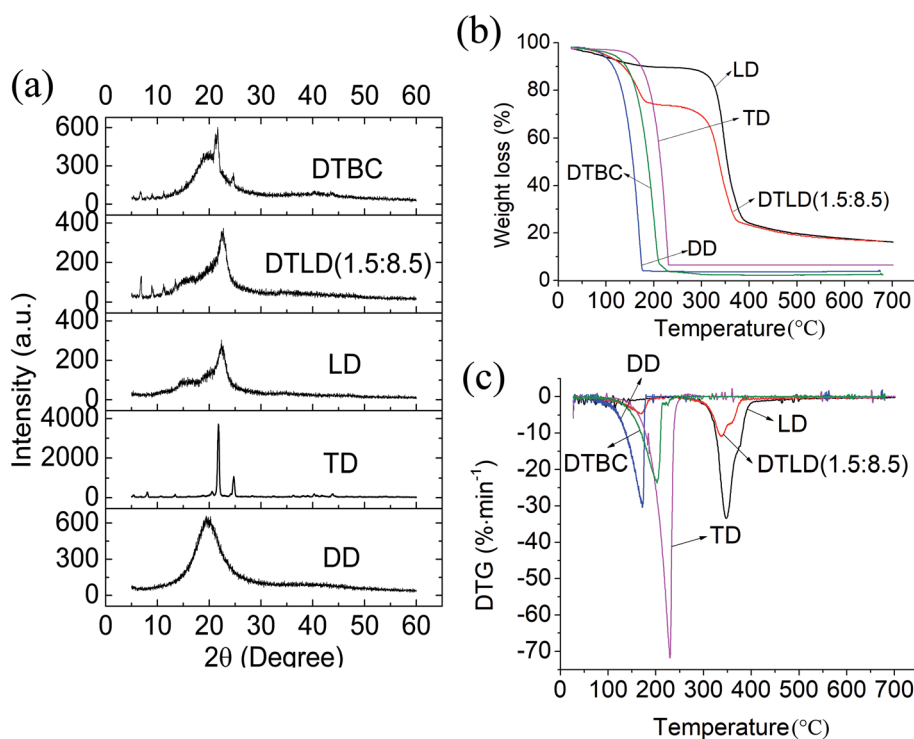 (a)
0 10 20 30 40 50 60
600
300
0
DTBC
400
200
0
DTLD(1.5:8.5)
400
200
0
LD
4000
2000
0
TD
600
300
0
DD
0 10 20 30 40 50 60
2θ (Degree)
Intensity (a.u.)
(b)
100
80
60
40
20
0
Weight loss (%)
LD
TD
DTBC
DTLD(1.5:8.5)
DD
0 100 200 300 400 500 600 700
Temperature(°C)
(c)
0
-10
-20
-30
-40
-50
-60
-70
DTG (%·min⁻¹)
DD
DTBC
LD
DTLD(1.5:8.5)
TD
0 100 200 300 400 500 600 700
Temperature(°C)